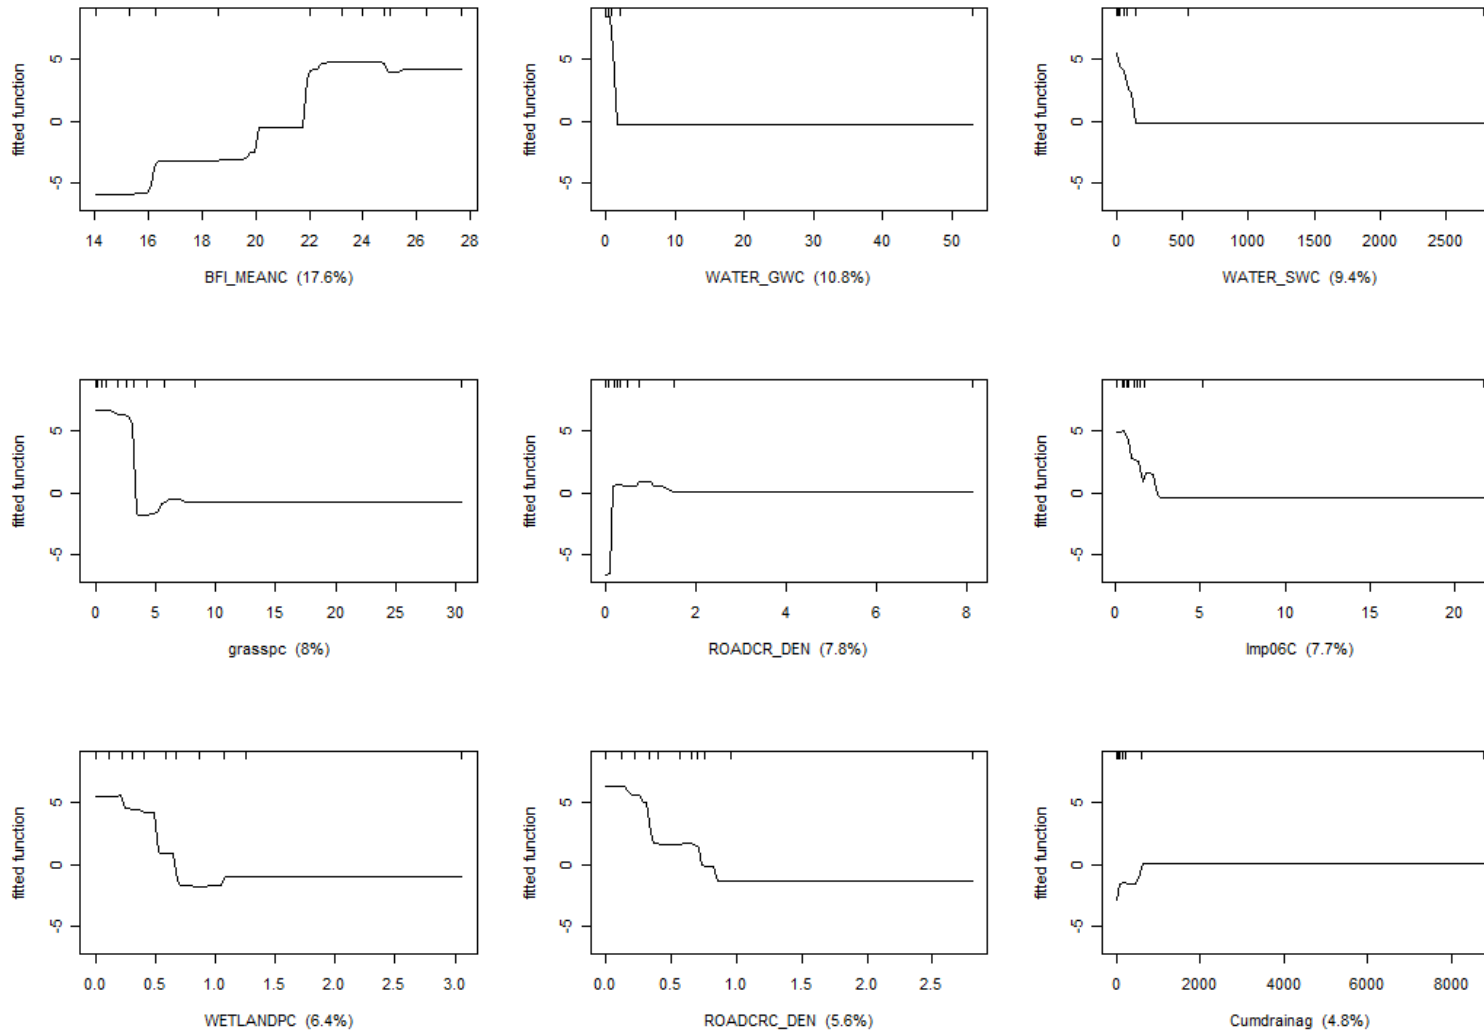 fitted function
5
0
-5
14 16 18 20 22 24 26 28
BFI_MEANC (17.6%)
fitted function
5
0
-5
0 10 20 30 40 50
WATER_GWC (10.8%)
fitted function
5
0
-5
0 500 1000 1500 2000 2500
WATER_SWC (9.4%)
fitted function
5
0
-5
0 5 10 15 20 25 30
grasspc (8%)
fitted function
5
0
-5
0 2 4 6 8
ROADCR_DEN (7.8%)
fitted function
5
0
-5
0 5 10 15 20
Imp06C (7.7%)
fitted function
5
0
-5
0.0 0.5 1.0 1.5 2.0 2.5 3.0
WETLANDPC (6.4%)
fitted function
5
0
-5
0.0 0.5 1.0 1.5 2.0 2.5
ROADCRC_DEN (5.6%)
fitted function
5
0
-5
0 2000 4000 6000 8000
Cumdrainag (4.8%)